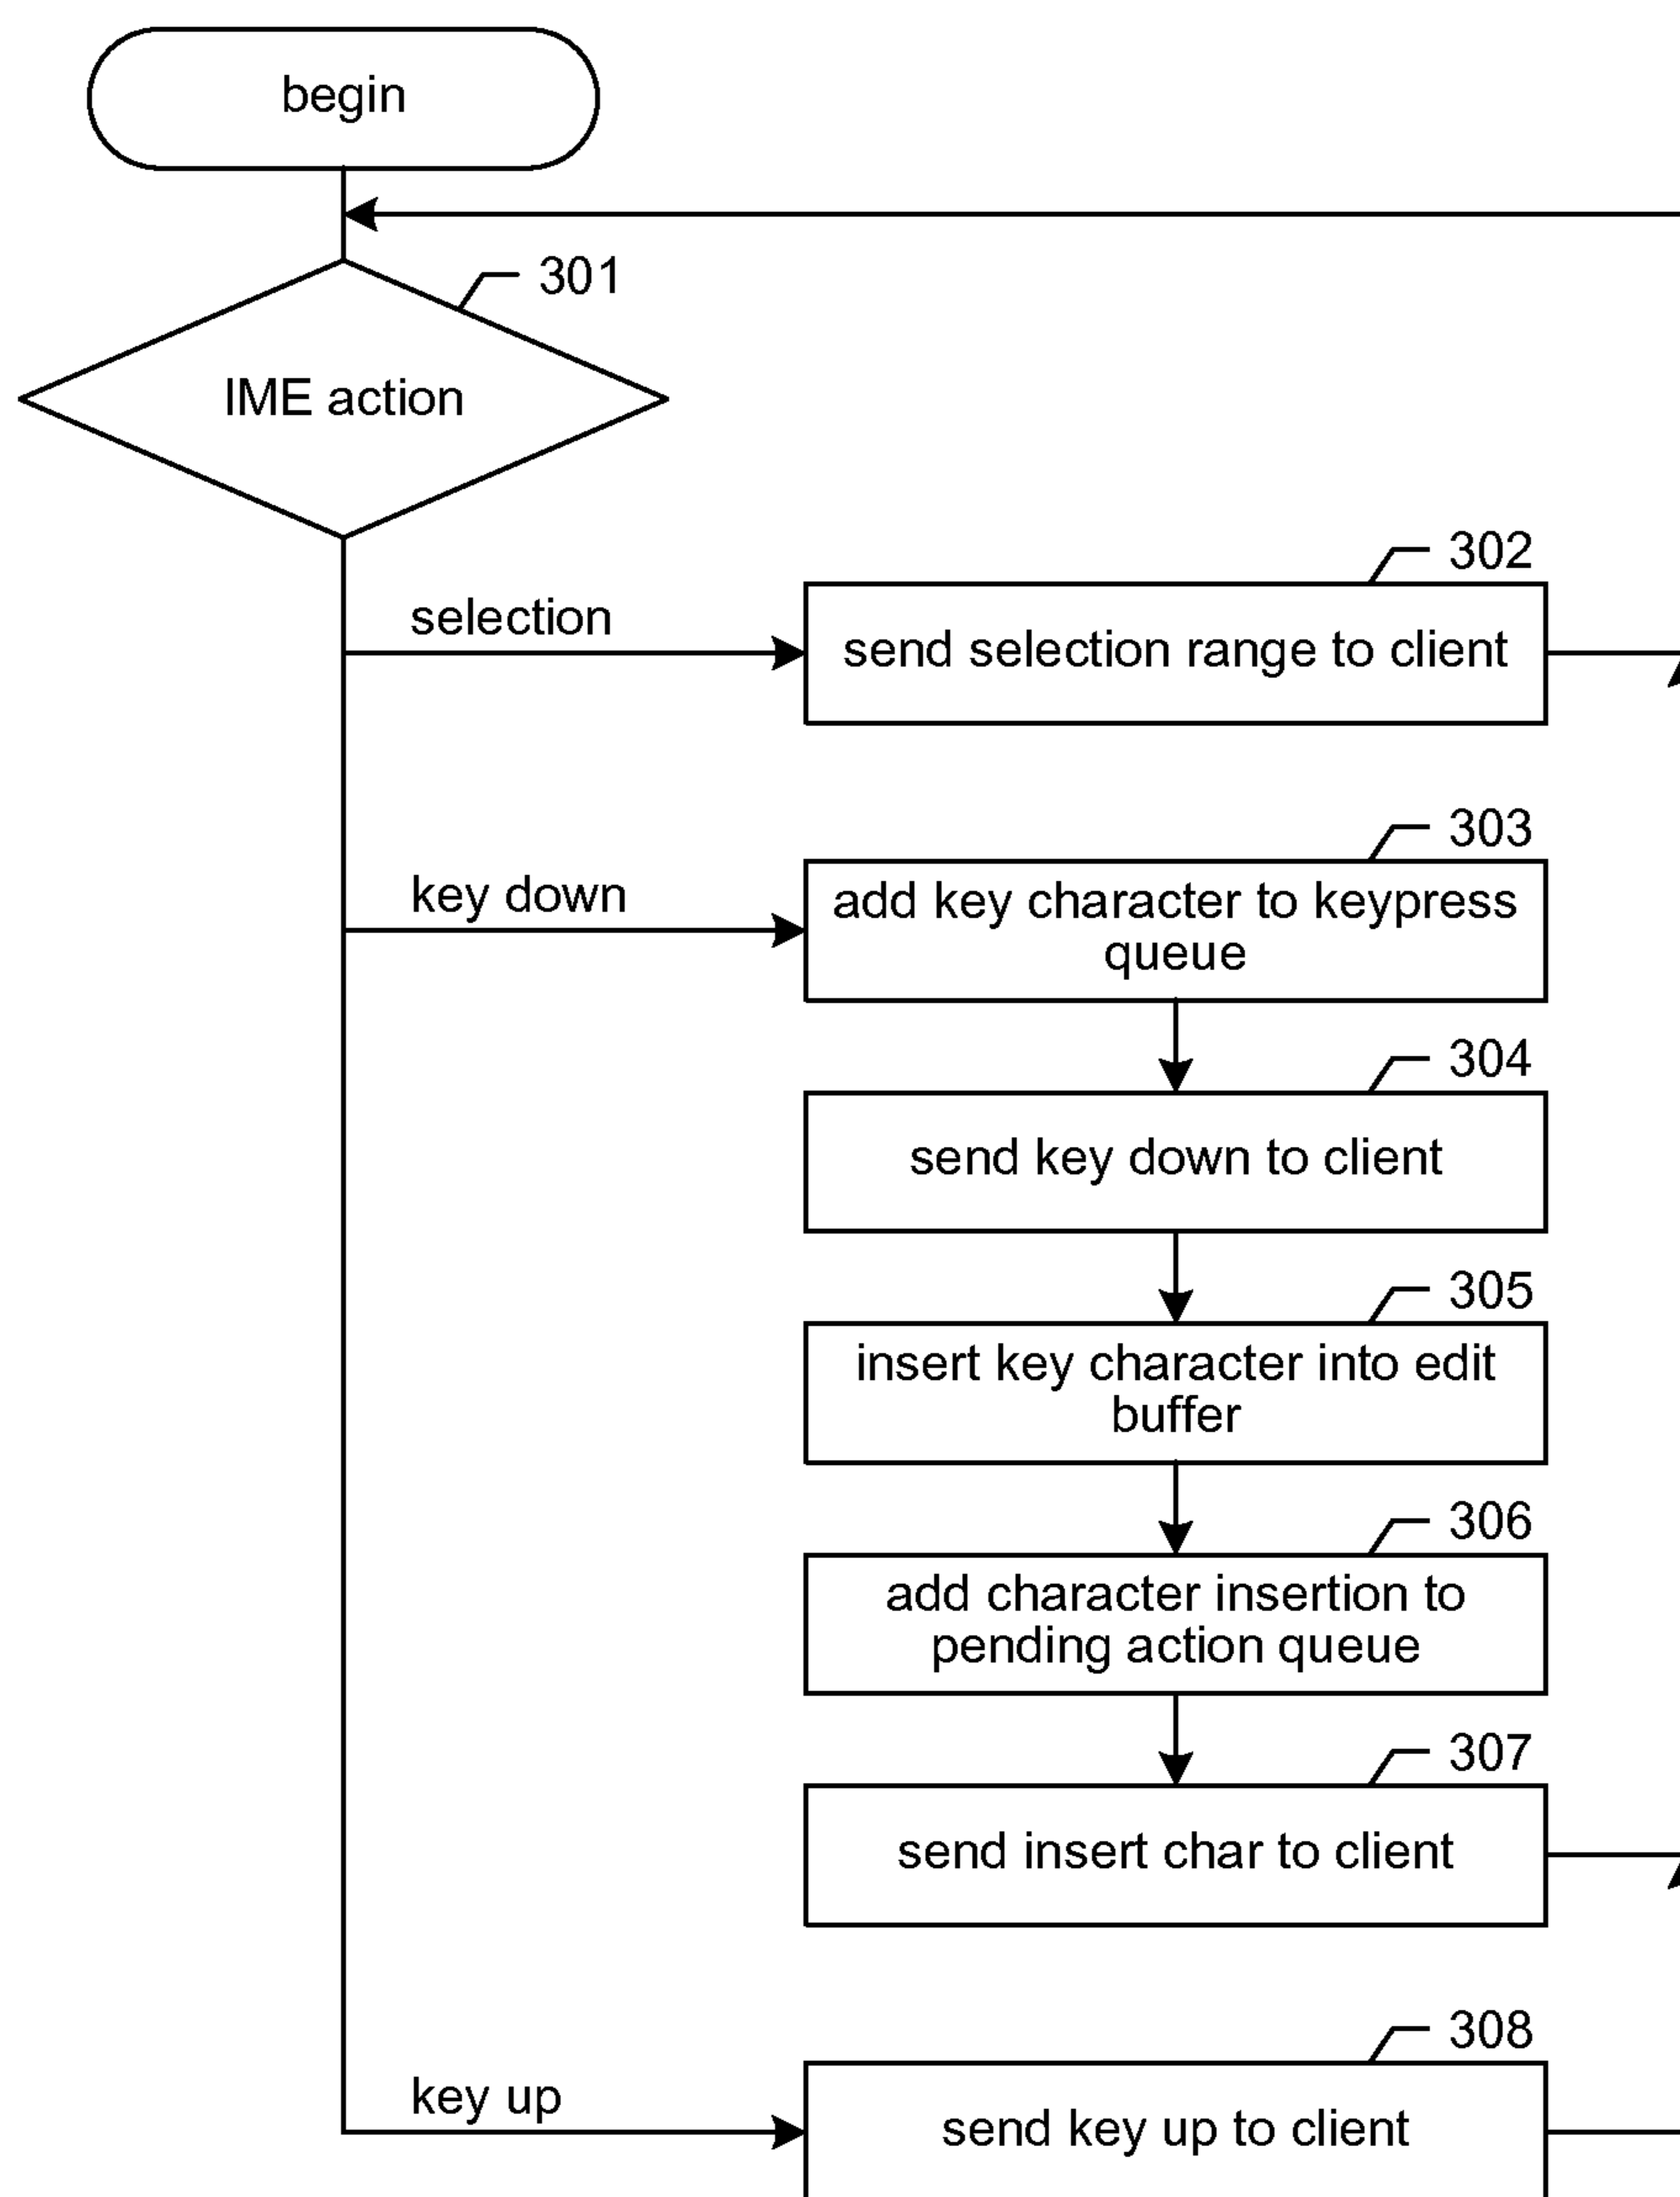 begin
301
IME action
302
selection
send selection range to client
303
key down
add key character to keypress
queue
304
send key down to client
305
insert key character into edit
buffer
306
add character insertion to
pending action queue
307
send insert char to client
308
key up
send key up to client